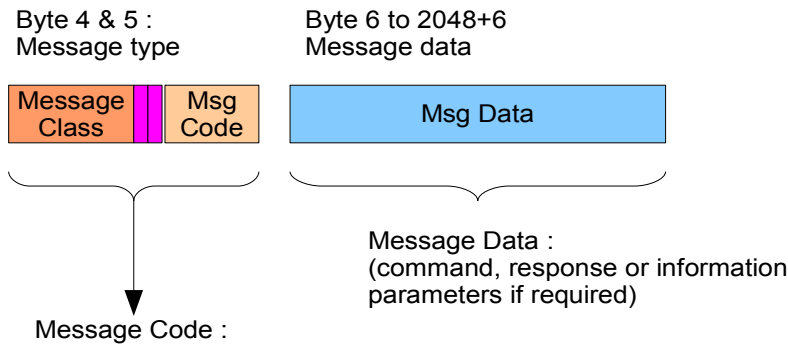 Byte 4 & 5 :
Message type
Byte 6 to 2048+6
Message data
Message
Class
Msg
Code
Msg Data
Message Data :
(command, response or information
parameters if required)
Message Code :